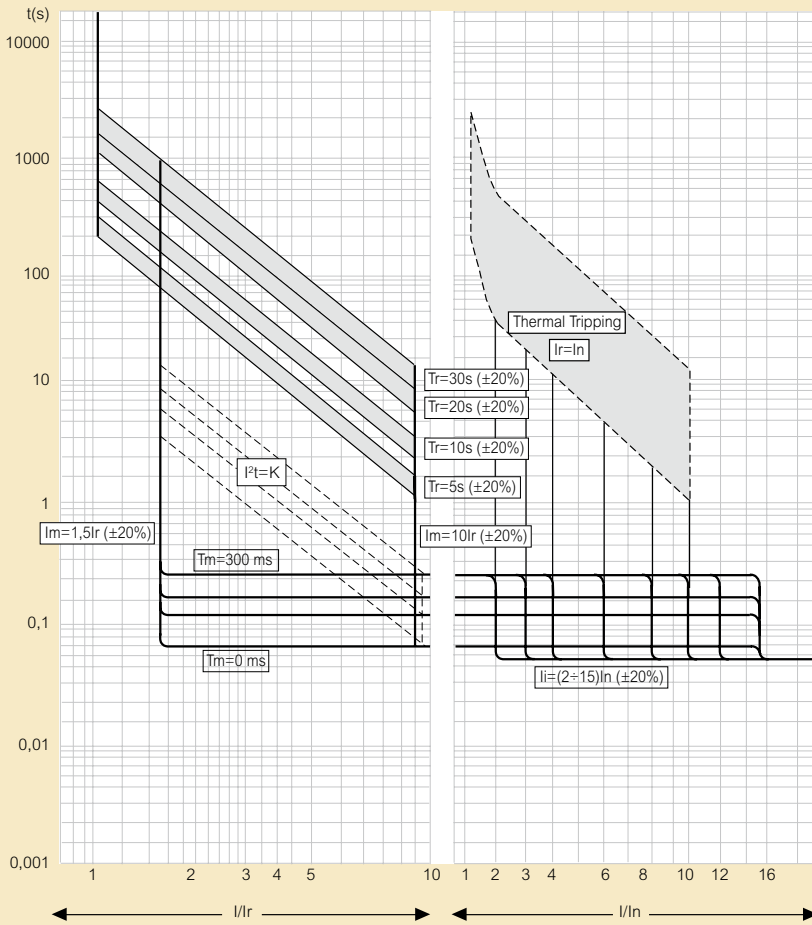 t(s)
10000
1000
100
10
1
0,1
0,01
0,001
Thermal Tripping
Ir=In
Tr=30s (±20%)
Tr=20s (±20%)
Tr=10s (±20%)
Tr=5s (±20%)
I²t=K
Im=1,5Ir (±20%)
Im=10Ir (±20%)
Tm=300 ms
Tm=0 ms
Ii=(2÷15)In (±20%)
1 2 3 4 5 10
1 2 3 4 6 8 10 12 16
I/Ir
I/In